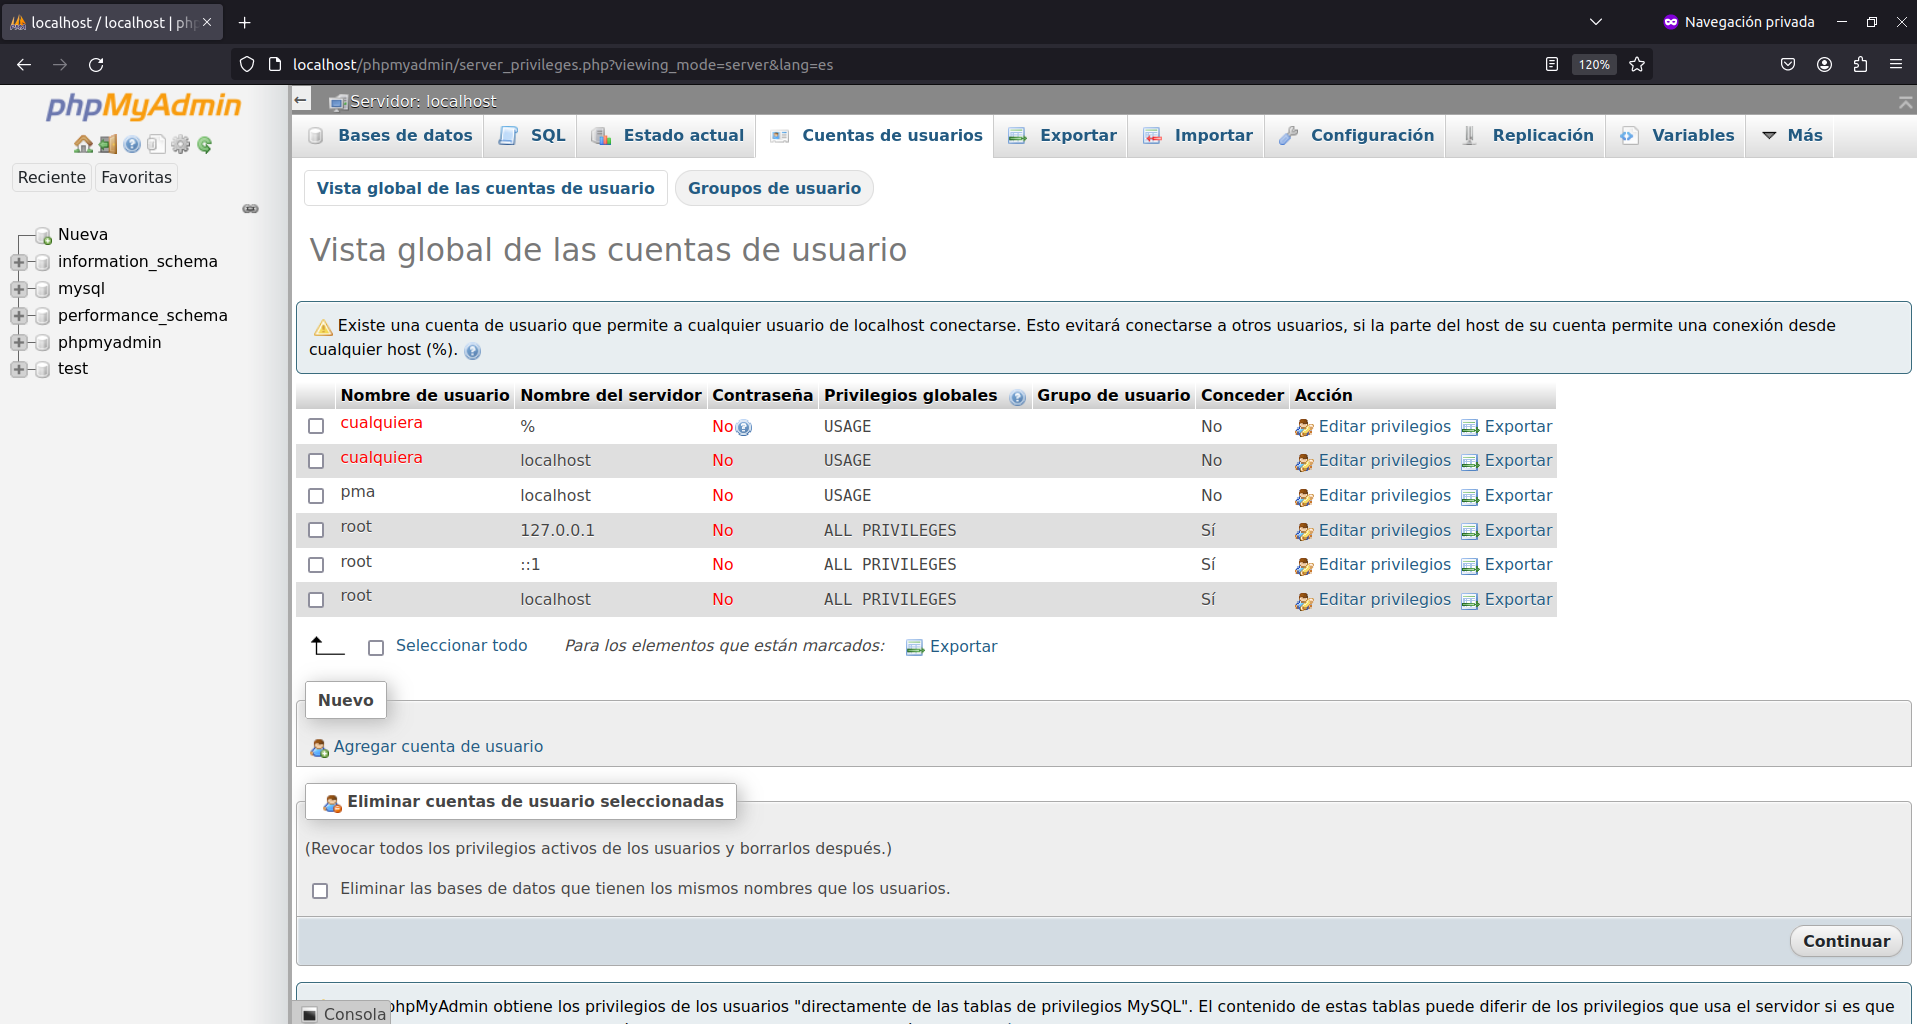 localhost / localhost | php
Navegación privada
localhost/phpmyadmin/server_privileges.php?viewing_mode=server&lang=es
120%
phpMyAdmin
Reciente
Favoritas
Nueva
information_schema
mysql
performance_schema
phpmyadmin
test
Servidor: localhost
Bases de datos
SQL
Estado actual
Cuentas de usuarios
Exportar
Importar
Configuración
Replicación
Variables
Más
Vista global de las cuentas de usuario
Groupos de usuario
Vista global de las cuentas de usuario
Existe una cuenta de usuario que permite a cualquier usuario de localhost conectarse. Esto evitará conectarse a otros usuarios, si la parte del host de su cuenta permite una conexión desde
cualquier host (%).
Nombre de usuario Nombre del servidor Contraseña Privilegios globales Grupo de usuario Conceder Acción
cualquiera % No USAGE No Editar privilegios Exportar
cualquiera localhost No USAGE No Editar privilegios Exportar
pma localhost No USAGE No Editar privilegios Exportar
root 127.0.0.1 No ALL PRIVILEGES Sí Editar privilegios Exportar
root ::1 No ALL PRIVILEGES Sí Editar privilegios Exportar
root localhost No ALL PRIVILEGES Sí Editar privilegios Exportar
Seleccionar todo Para los elementos que están marcados: Exportar
Nuevo
Agregar cuenta de usuario
Eliminar cuentas de usuario seleccionadas
(Revocar todos los privilegios activos de los usuarios y borrarlos después.)
Eliminar las bases de datos que tienen los mismos nombres que los usuarios.
Continuar
phpMyAdmin obtiene los privilegios de los usuarios "directamente de las tablas de privilegios MySQL". El contenido de estas tablas puede diferir de los privilegios que usa el servidor si es que
Consola